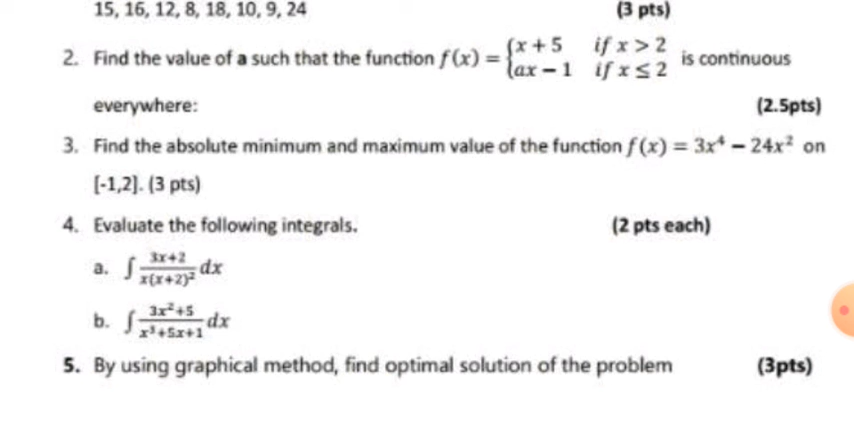 15, 16, 12, 8, 18, 10, 9, 24 (3 pts)
2. Find the value of a such that the function f(x) = {x + 5 if x > 2
{ax − 1 if x ≤ 2 is continuous
everywhere: (2.5pts)
3. Find the absolute minimum and maximum value of the function f(x) = 3x⁴ − 24x² on
[-1,2]. (3 pts)
4. Evaluate the following integrals. (2 pts each)
a. ∫ (3x+2)/(x(x+2)²) dx
b. ∫ (3x²+5)/(x³+5x+1) dx
5. By using graphical method, find optimal solution of the problem (3pts)